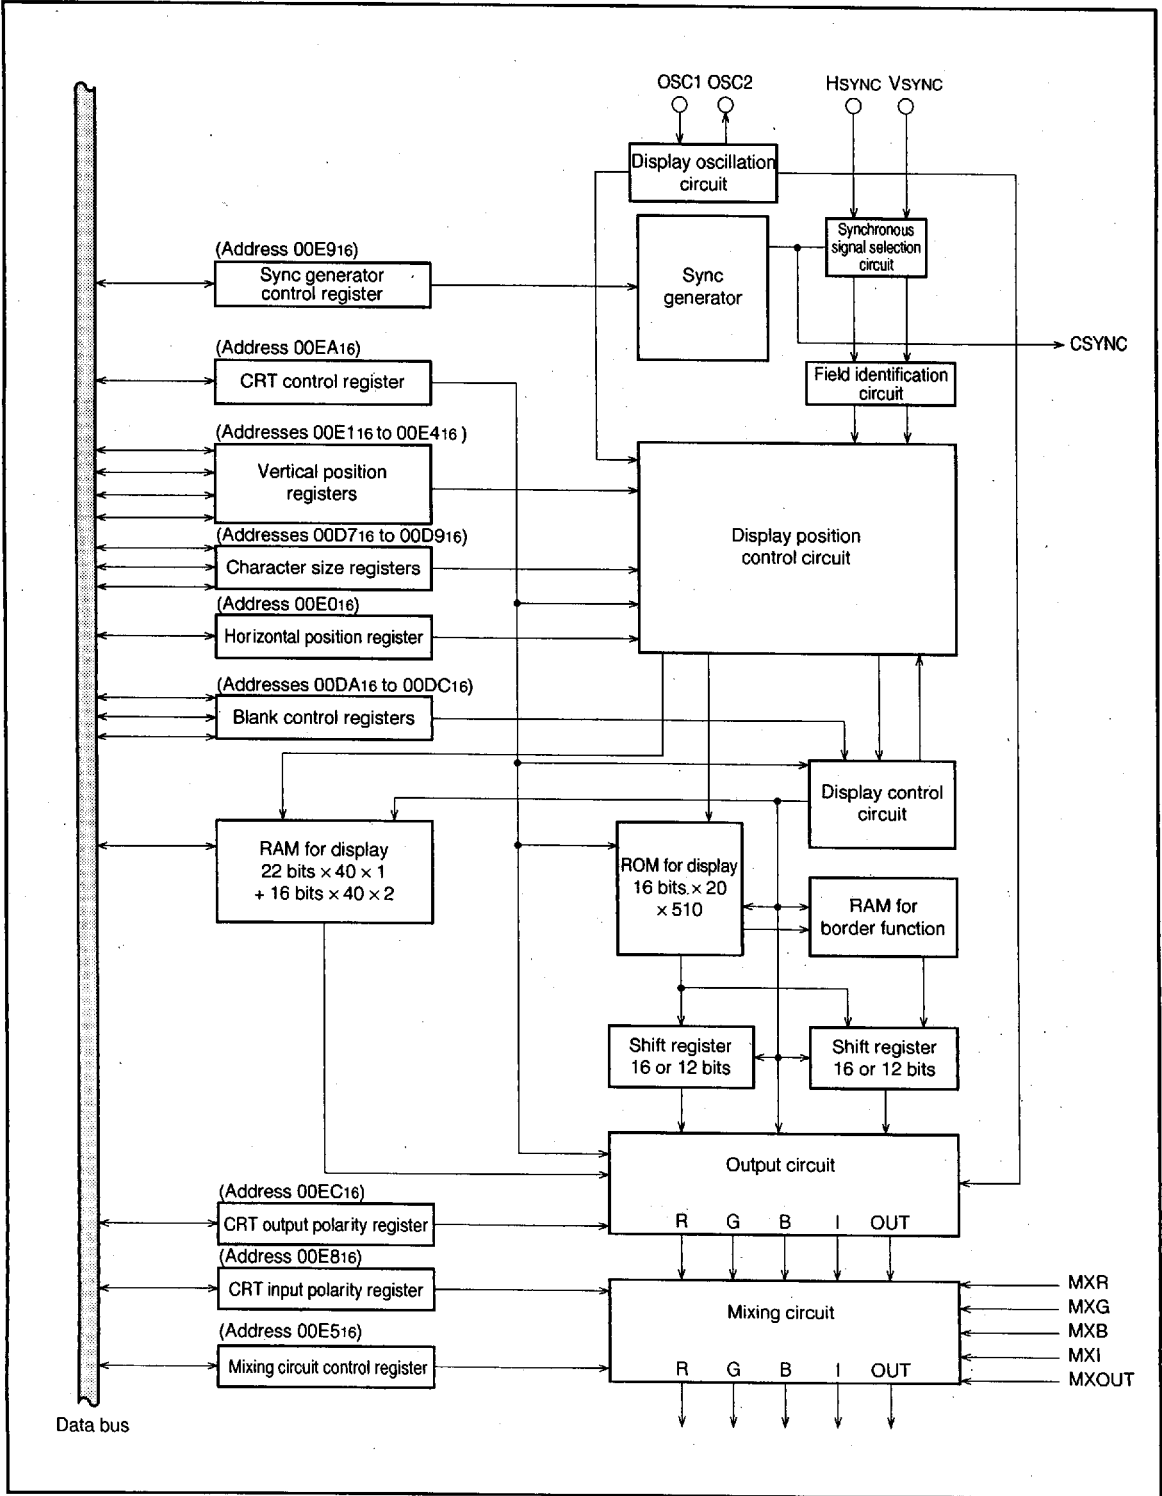 OSC1 OSC2
HSYNC VSYNC
Display oscillation
circuit
(Address 00E916)
Sync generator
control register
Sync
generator
Synchronous
signal selection
circuit
CSYNC
(Address 00EA16)
CRT control register
Field identification
circuit
(Addresses 00E116 to 00E416 )
Vertical position
registers
Display position
control circuit
(Addresses 00D716 to 00D916)
Character size registers
(Address 00E016)
Horizontal position register
(Addresses 00DA16 to 00DC16)
Blank control registers
Display control
circuit
RAM for display
22 bits × 40 × 1
+ 16 bits × 40 × 2
ROM for display
16 bits × 20
× 510
RAM for
border function
Shift register
16 or 12 bits
Shift register
16 or 12 bits
Output circuit
R G B I OUT
(Address 00EC16)
CRT output polarity register
(Address 00E816)
CRT input polarity register
Mixing circuit
R G B I OUT
MXR
MXG
MXB
MXI
MXOUT
(Address 00E516)
Mixing circuit control register
Data bus